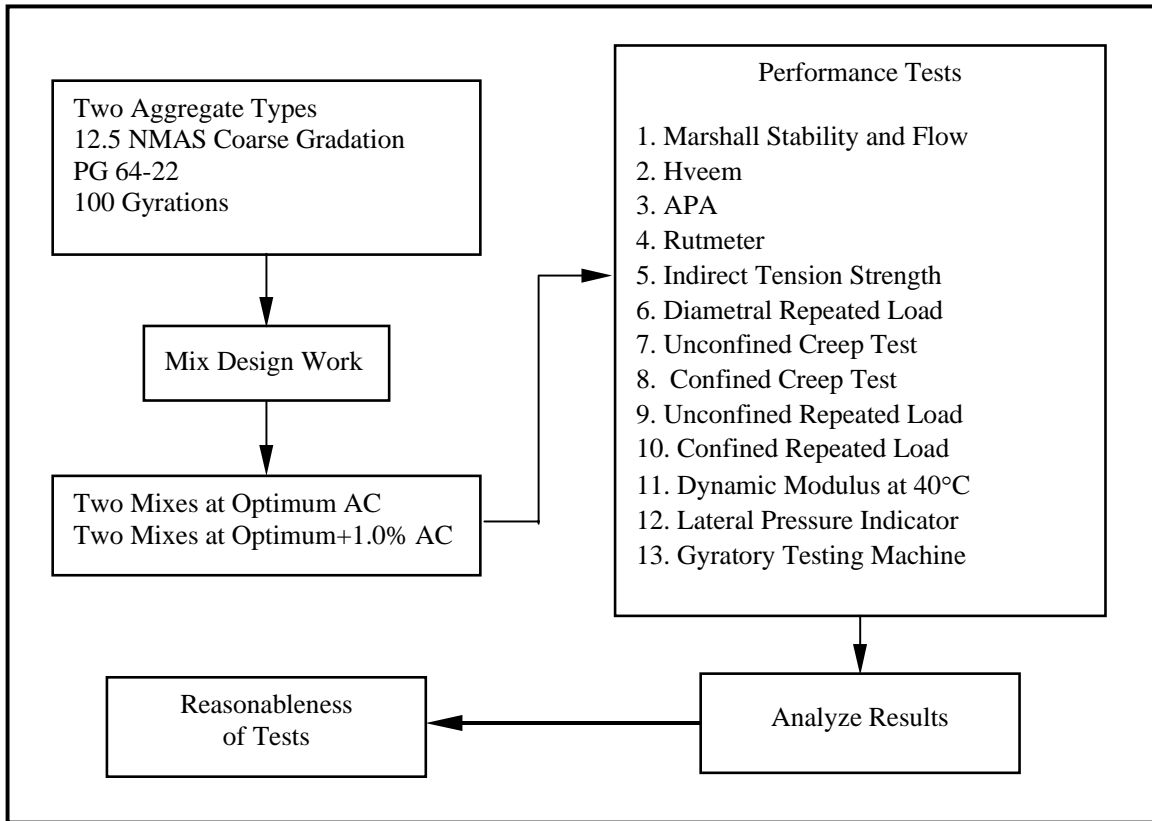 Two Aggregate Types
12.5 NMAS Coarse Gradation
PG 64-22
100 Gyrations
Mix Design Work
Two Mixes at Optimum AC
Two Mixes at Optimum+1.0% AC
Performance Tests
1. Marshall Stability and Flow
2. Hveem
3. APA
4. Rutmeter
5. Indirect Tension Strength
6. Diametral Repeated Load
7. Unconfined Creep Test
8. Confined Creep Test
9. Unconfined Repeated Load
10. Confined Repeated Load
11. Dynamic Modulus at 40°C
12. Lateral Pressure Indicator
13. Gyratory Testing Machine
Analyze Results
Reasonableness
of Tests